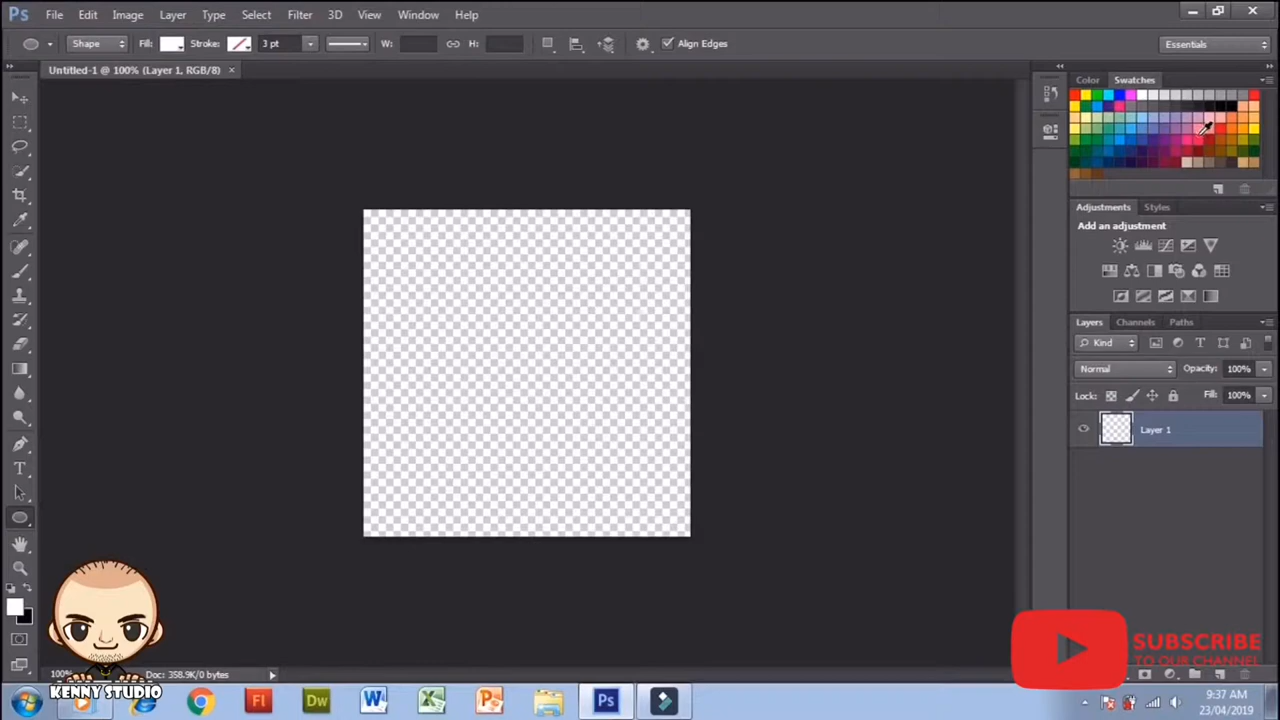 Ps File Edit Image Layer Type Select Filter 3D View Window Help
Shape Fill: Stroke: 3 pt W: H: Align Edges Essentials
Untitled-1 @ 100% (Layer 1, RGB/8) ×
Color Swatches
Adjustments Styles
Add an adjustment
Layers Channels Paths
Kind
Normal Opacity: 100%
Lock: Fill: 100%
Layer 1
T
SUBSCRIBE
TO OUR CHANNEL
100% Doc: 358.9K/0 bytes
KENNY STUDIO
Fl Dw W X P Ps
9:37 AM
23/04/2019